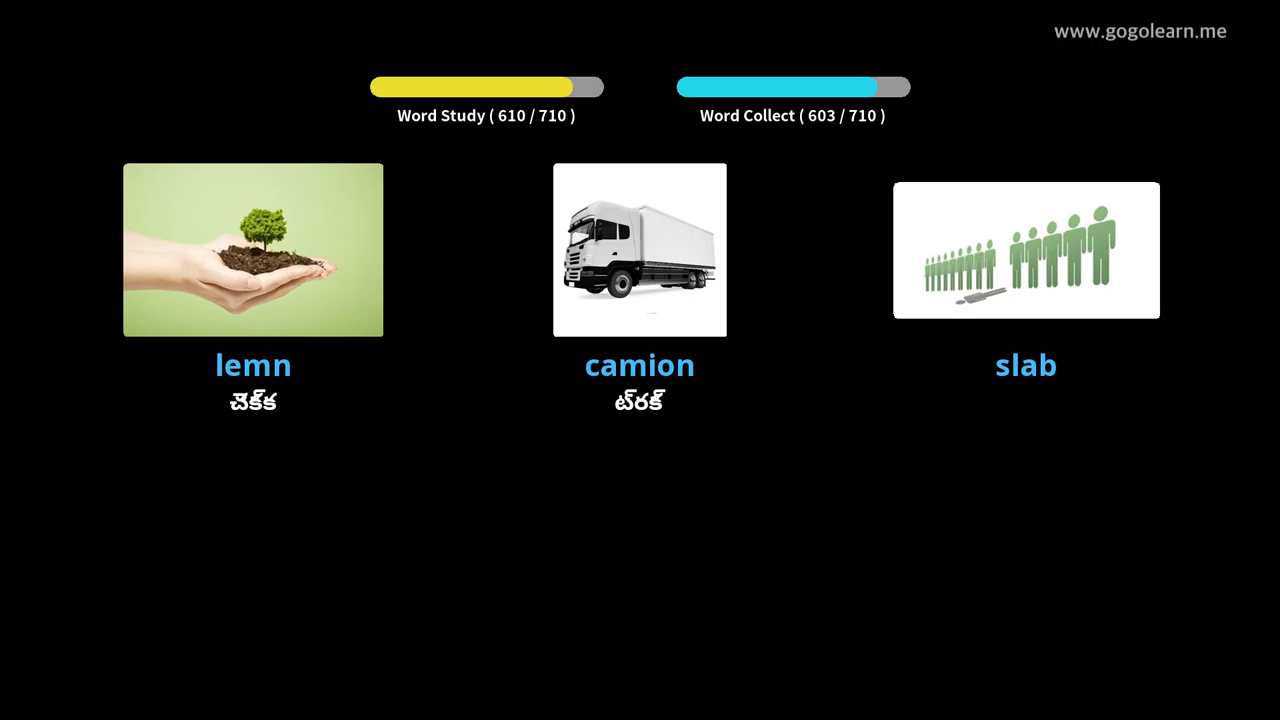 www.gogolearn.me
Word Study ( 610 / 710 )
Word Collect ( 603 / 710 )
lemn
camion
slab
చెక్క
ట్రక్